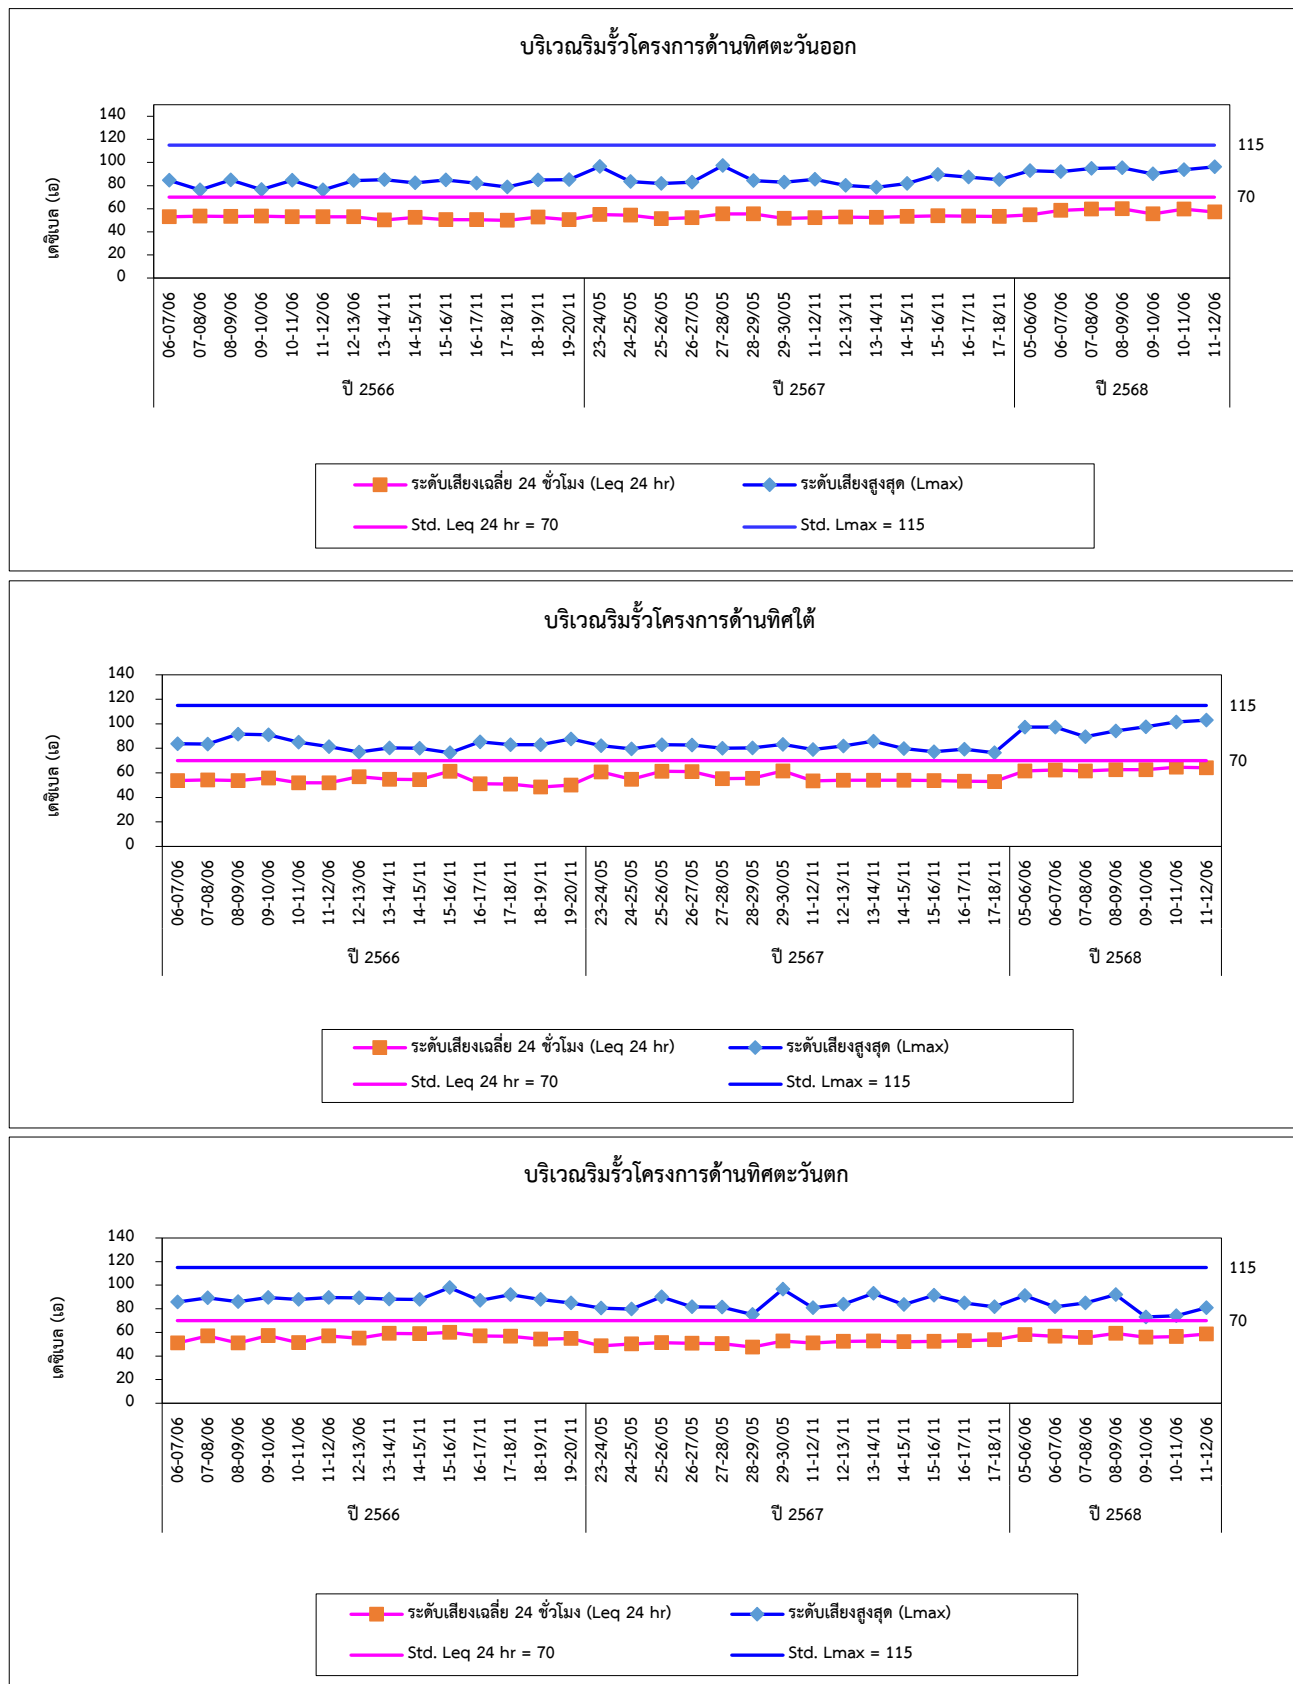 บริเวณริมรั้วโครงการด้านทิศตะวันออก
เดซิเบล (เอ)
140
120
100
80
60
40
20
0
115
70
06-07/06 07-08/06 08-09/06 09-10/06 10-11/06 11-12/06 12-13/06 13-14/11 14-15/11 15-16/11 16-17/11 17-18/11 18-19/11 19-20/11 23-24/05 24-25/05 25-26/05 26-27/05 27-28/05 28-29/05 29-30/05 11-12/11 12-13/11 13-14/11 14-15/11 15-16/11 16-17/11 17-18/11 05-06/06 06-07/06 07-08/06 08-09/06 09-10/06 10-11/06 11-12/06
ปี 2566 ปี 2567 ปี 2568
ระดับเสียงเฉลี่ย 24 ชั่วโมง (Leq 24 hr) ระดับเสียงสูงสุด (Lmax)
Std. Leq 24 hr = 70 Std. Lmax = 115
บริเวณริมรั้วโครงการด้านทิศใต้
เดซิเบล (เอ)
140
120
100
80
60
40
20
0
115
70
06-07/06 07-08/06 08-09/06 09-10/06 10-11/06 11-12/06 12-13/06 13-14/11 14-15/11 15-16/11 16-17/11 17-18/11 18-19/11 19-20/11 23-24/05 24-25/05 25-26/05 26-27/05 27-28/05 28-29/05 29-30/05 11-12/11 12-13/11 13-14/11 14-15/11 15-16/11 16-17/11 17-18/11 05-06/06 06-07/06 07-08/06 08-09/06 09-10/06 10-11/06 11-12/06
ปี 2566 ปี 2567 ปี 2568
ระดับเสียงเฉลี่ย 24 ชั่วโมง (Leq 24 hr) ระดับเสียงสูงสุด (Lmax)
Std. Leq 24 hr = 70 Std. Lmax = 115
บริเวณริมรั้วโครงการด้านทิศตะวันตก
เดซิเบล (เอ)
140
120
100
80
60
40
20
0
115
70
06-07/06 07-08/06 08-09/06 09-10/06 10-11/06 11-12/06 12-13/06 13-14/11 14-15/11 15-16/11 16-17/11 17-18/11 18-19/11 19-20/11 23-24/05 24-25/05 25-26/05 26-27/05 27-28/05 28-29/05 29-30/05 11-12/11 12-13/11 13-14/11 14-15/11 15-16/11 16-17/11 17-18/11 05-06/06 06-07/06 07-08/06 08-09/06 09-10/06 10-11/06 11-12/06
ปี 2566 ปี 2567 ปี 2568
ระดับเสียงเฉลี่ย 24 ชั่วโมง (Leq 24 hr) ระดับเสียงสูงสุด (Lmax)
Std. Leq 24 hr = 70 Std. Lmax = 115